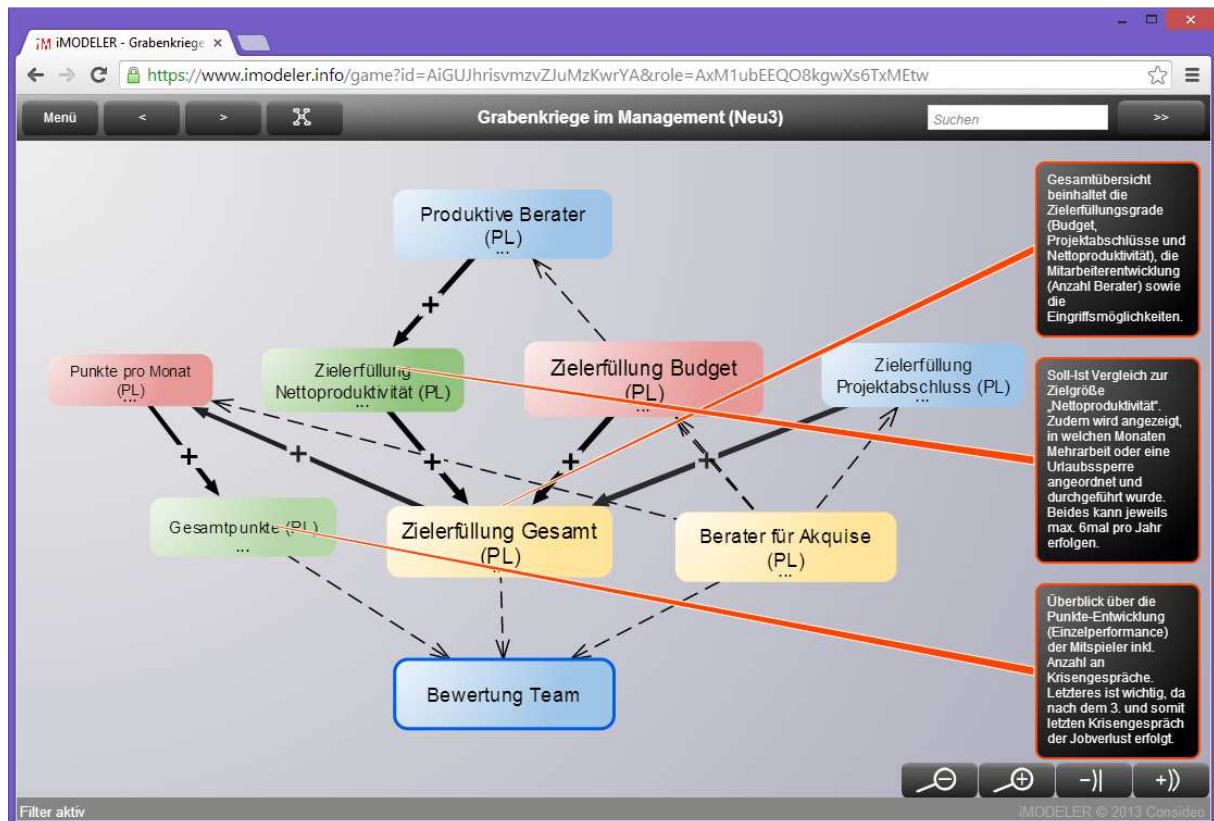 iM iMODELER - Grabenkriege
https://www.imodeler.info/game?id=AiGUJhrisvmzvZJuMzKwrYA&role=AxM1ubEEQO8kgwXs6TxMEtw
Menü < > Grabenkriege im Management (Neu3) Suchen >>
Produktive Berater
(PL)
...
Punkte pro Monat
(PL)
...
Zielerfüllung
Nettoproduktivität (PL)
...
Zielerfüllung Budget
(PL)
...
Zielerfüllung
Projektabschluss (PL)
...
Gesamtpunkte (PL)
...
Zielerfüllung Gesamt
(PL)
...
Berater für Akquise
(PL)
...
Bewertung Team
+
+
+
+
+
+
Gesamtübersicht
beinhaltet die
Zielerfüllungsgrade
(Budget,
Projektabschlüsse und
Nettoproduktivität), die
Mitarbeiterentwicklung
(Anzahl Berater) sowie
die
Eingriffsmöglichkeiten.
Soll-Ist Vergleich zur
Zielgröße
„Nettoproduktivität“.
Zudem wird angezeigt,
in welchen Monaten
Mehrarbeit oder eine
Urlaubssperre
angeordnet und
durchgeführt wurde.
Beides kann jeweils
max. 6mal pro Jahr
erfolgen.
Überblick über die
Punkte-Entwicklung
(Einzelperformance)
der Mitspieler inkl.
Anzahl an
Krisengespräche.
Letzteres ist wichtig, da
nach dem 3. und somit
letzten Krisengespräch
der Jobverlust erfolgt.
-)| +))
Filter aktiv
iMODELER © 2013 Consideo